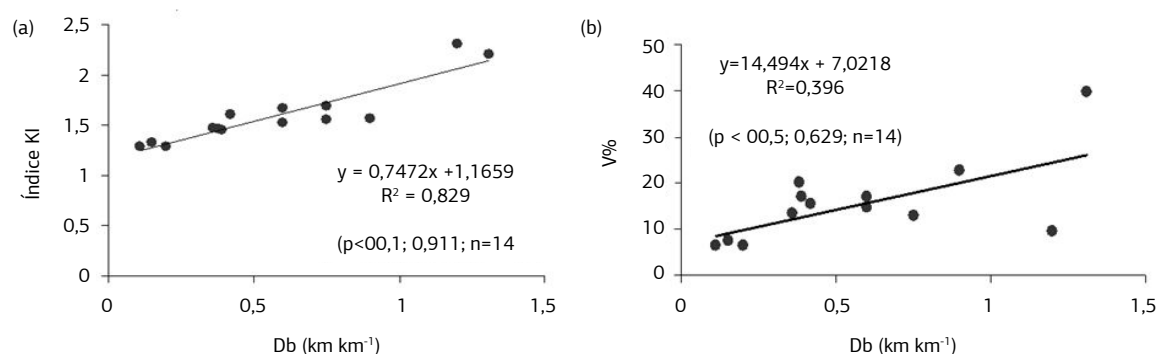 (a)
2,5
2
1,5
1
0,5
0
Índice KI
y = 0,7472x +1,1659
R² = 0,829
(p<00,1; 0,911; n=14
0
0,5
1
1,5
Db (km km⁻¹)
(b)
50
40
30
20
10
0
V%
y=14,494x + 7,0218
R²=0,396
(p < 00,5; 0,629; n=14)
0
0,5
1
1,5
Db (km km⁻¹)